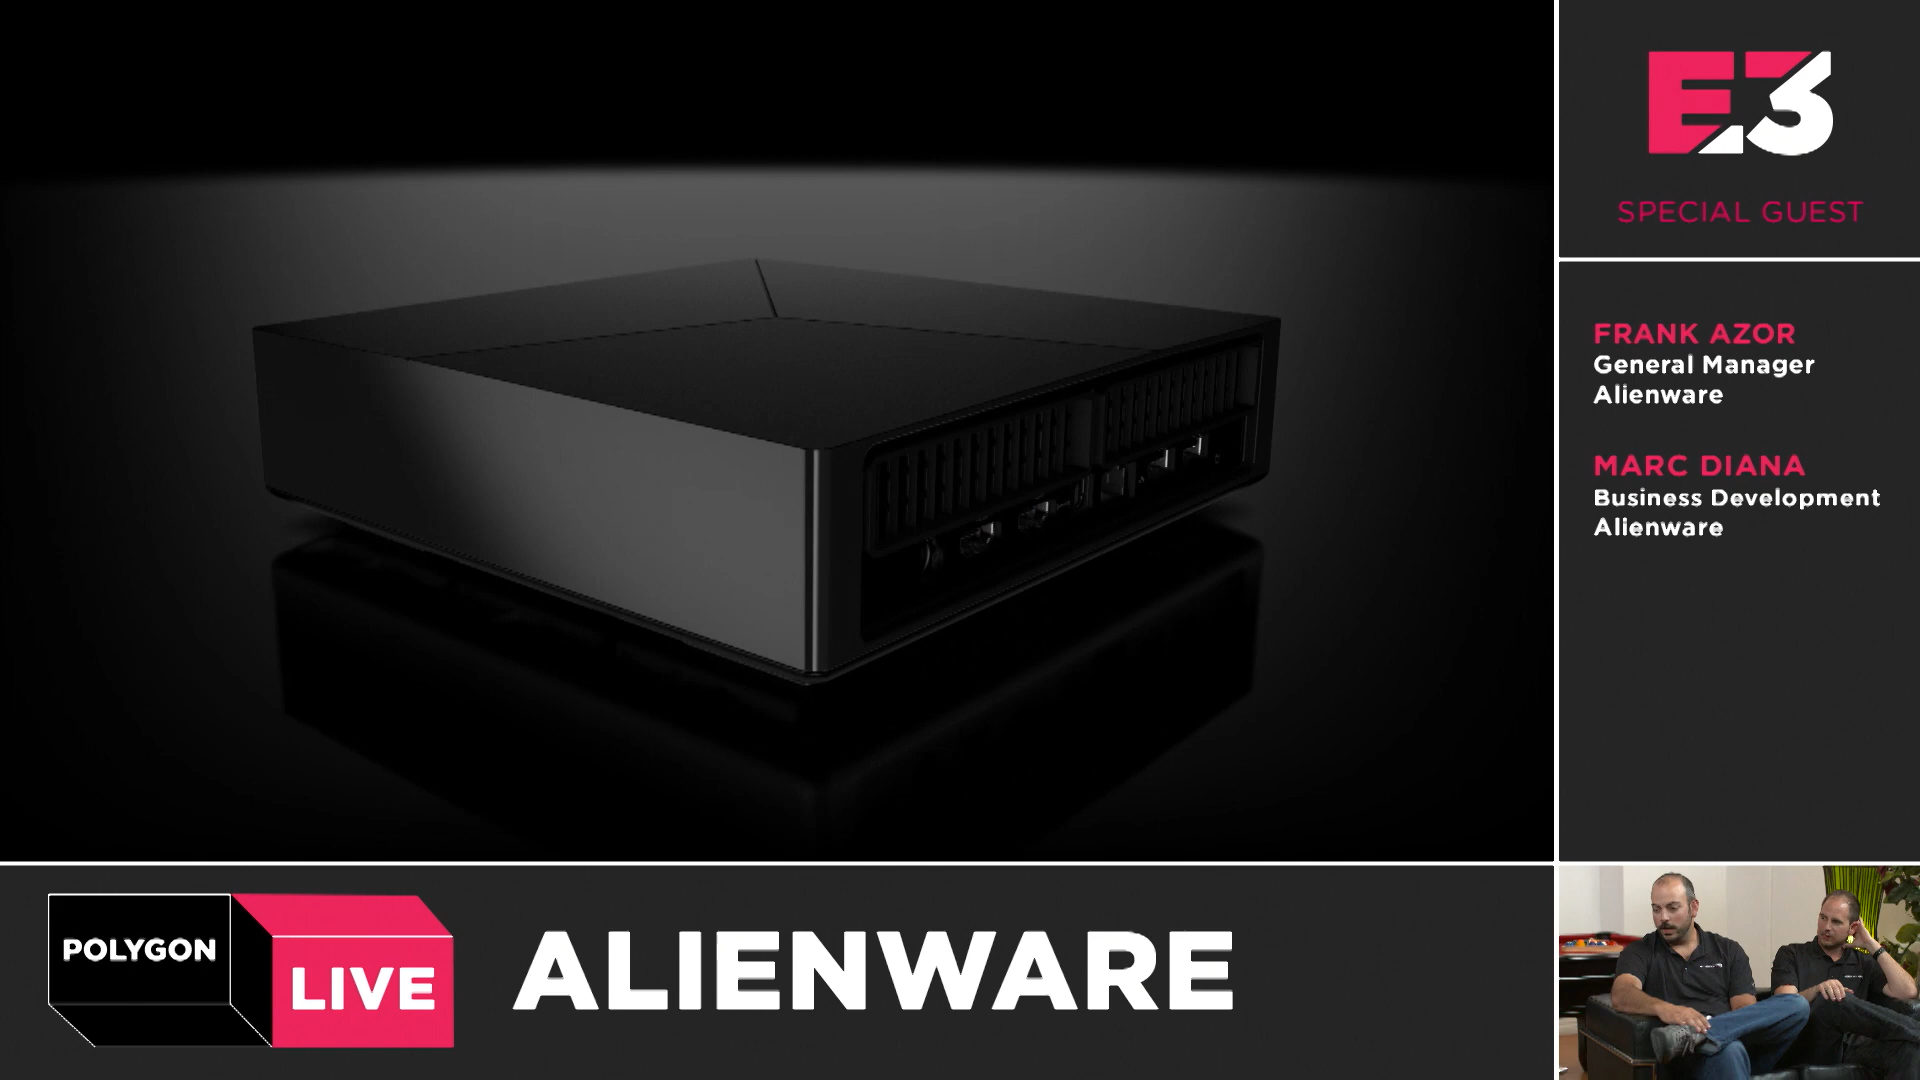 E3
SPECIAL GUEST
FRANK AZOR
General Manager
Alienware
MARC DIANA
Business Development
Alienware
POLYGON
LIVE
ALIENWARE